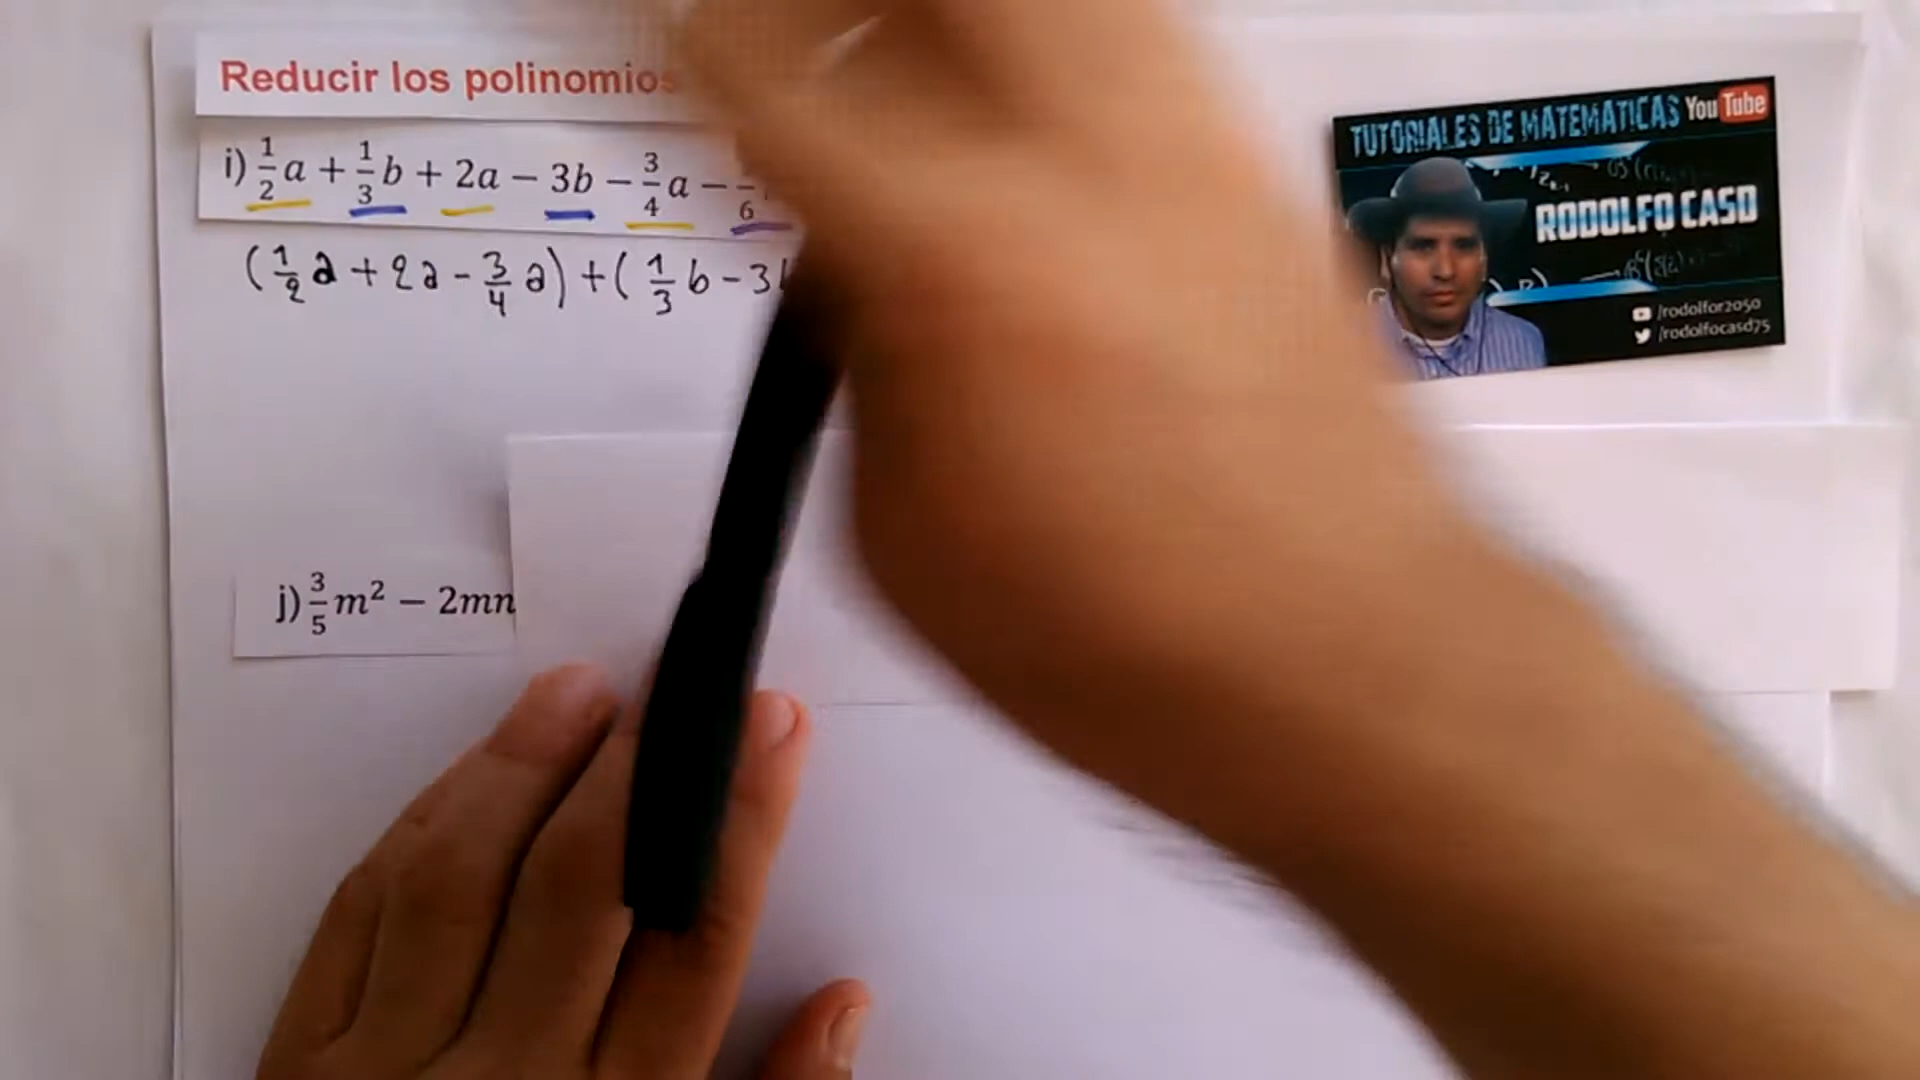 Reducir los polinomios
i) 1/2 a + 1/3 b + 2a − 3b − 3/4 a − /6
(1/2 a + 2a − 3/4 a) + (1/3 b − 3
j) 3/5 m² − 2mn
TUTORIALES DE MATEMATICAS YouTube
RODOLFO CASD
/rodolfor2050
/rodolfocasd75